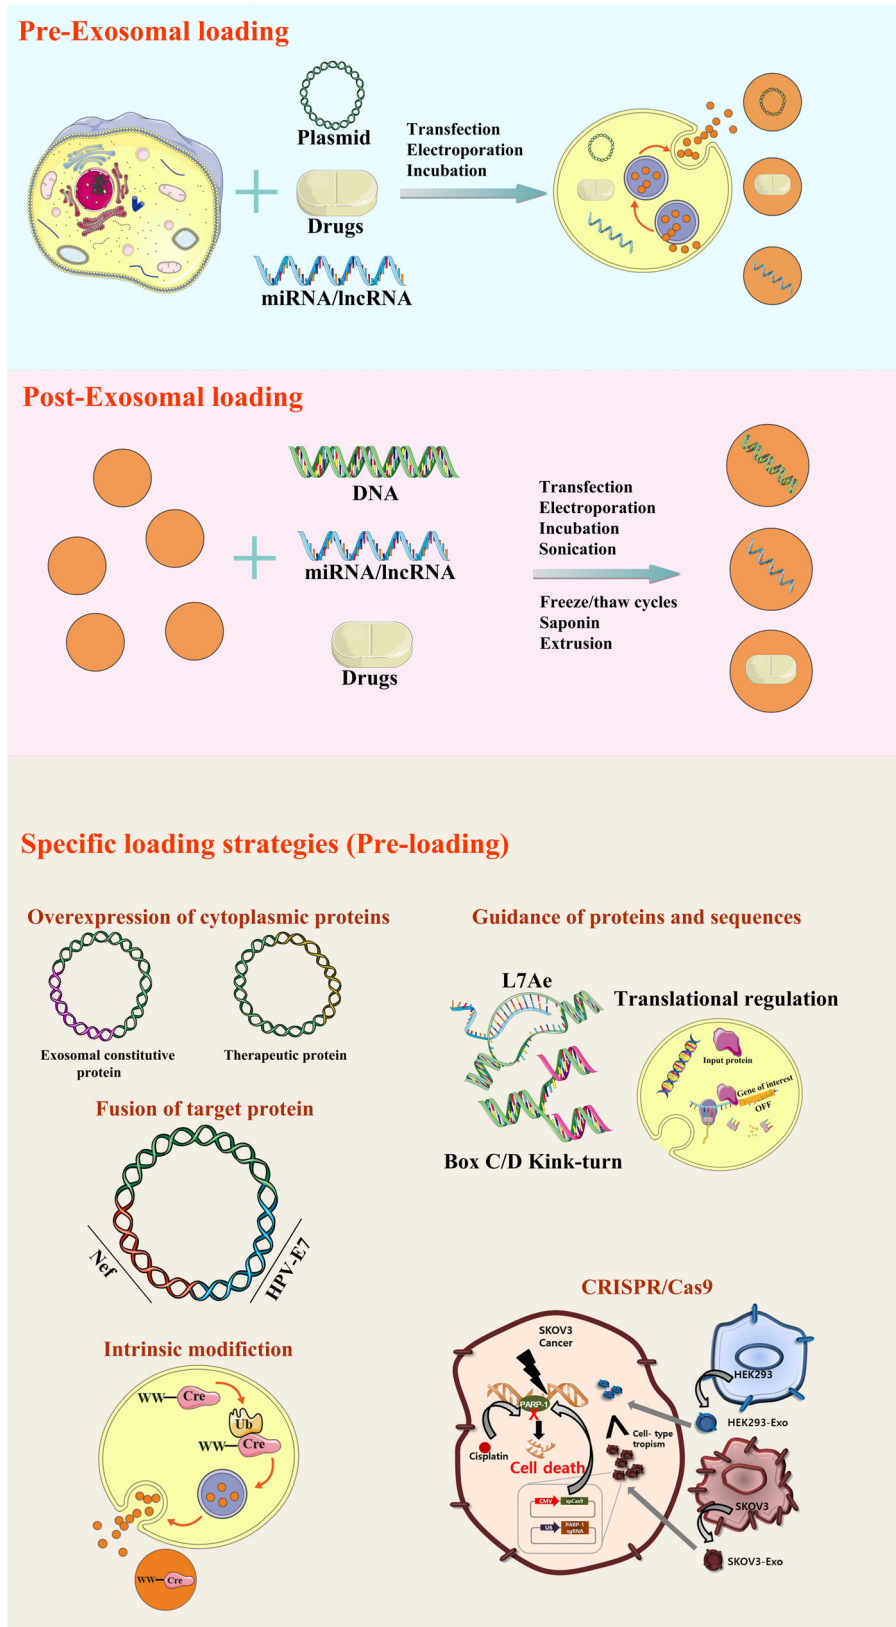 Pre-Exosomal loading
Plasmid
Drugs
miRNA/lncRNA
Transfection
Electroporation
Incubation
Post-Exosomal loading
DNA
miRNA/lncRNA
Drugs
Transfection
Electroporation
Incubation
Sonication
Freeze/thaw cycles
Saponin
Extrusion
Specific loading strategies (Pre-loading)
Overexpression of cytoplasmic proteins
Exosomal constitutive
protein
Therapeutic protein
Fusion of target protein
Nef
HPV-E7
Intrinsic modifiction
WW
Cre
Ub
WW
Cre
WW
Cre
Guidance of proteins and sequences
L7Ae
Box C/D Kink-turn
Translational regulation
Input protein
Gene of interest
OFF
CRISPR/Cas9
SKOV3
Cancer
PARP-1
X
Cisplatin
Cell death
Cell- type
tropism
CMV
spCas9
U6
PARP-1
sgRNA
HEK293
HEK293-Exo
SKOV3
SKOV3-Exo